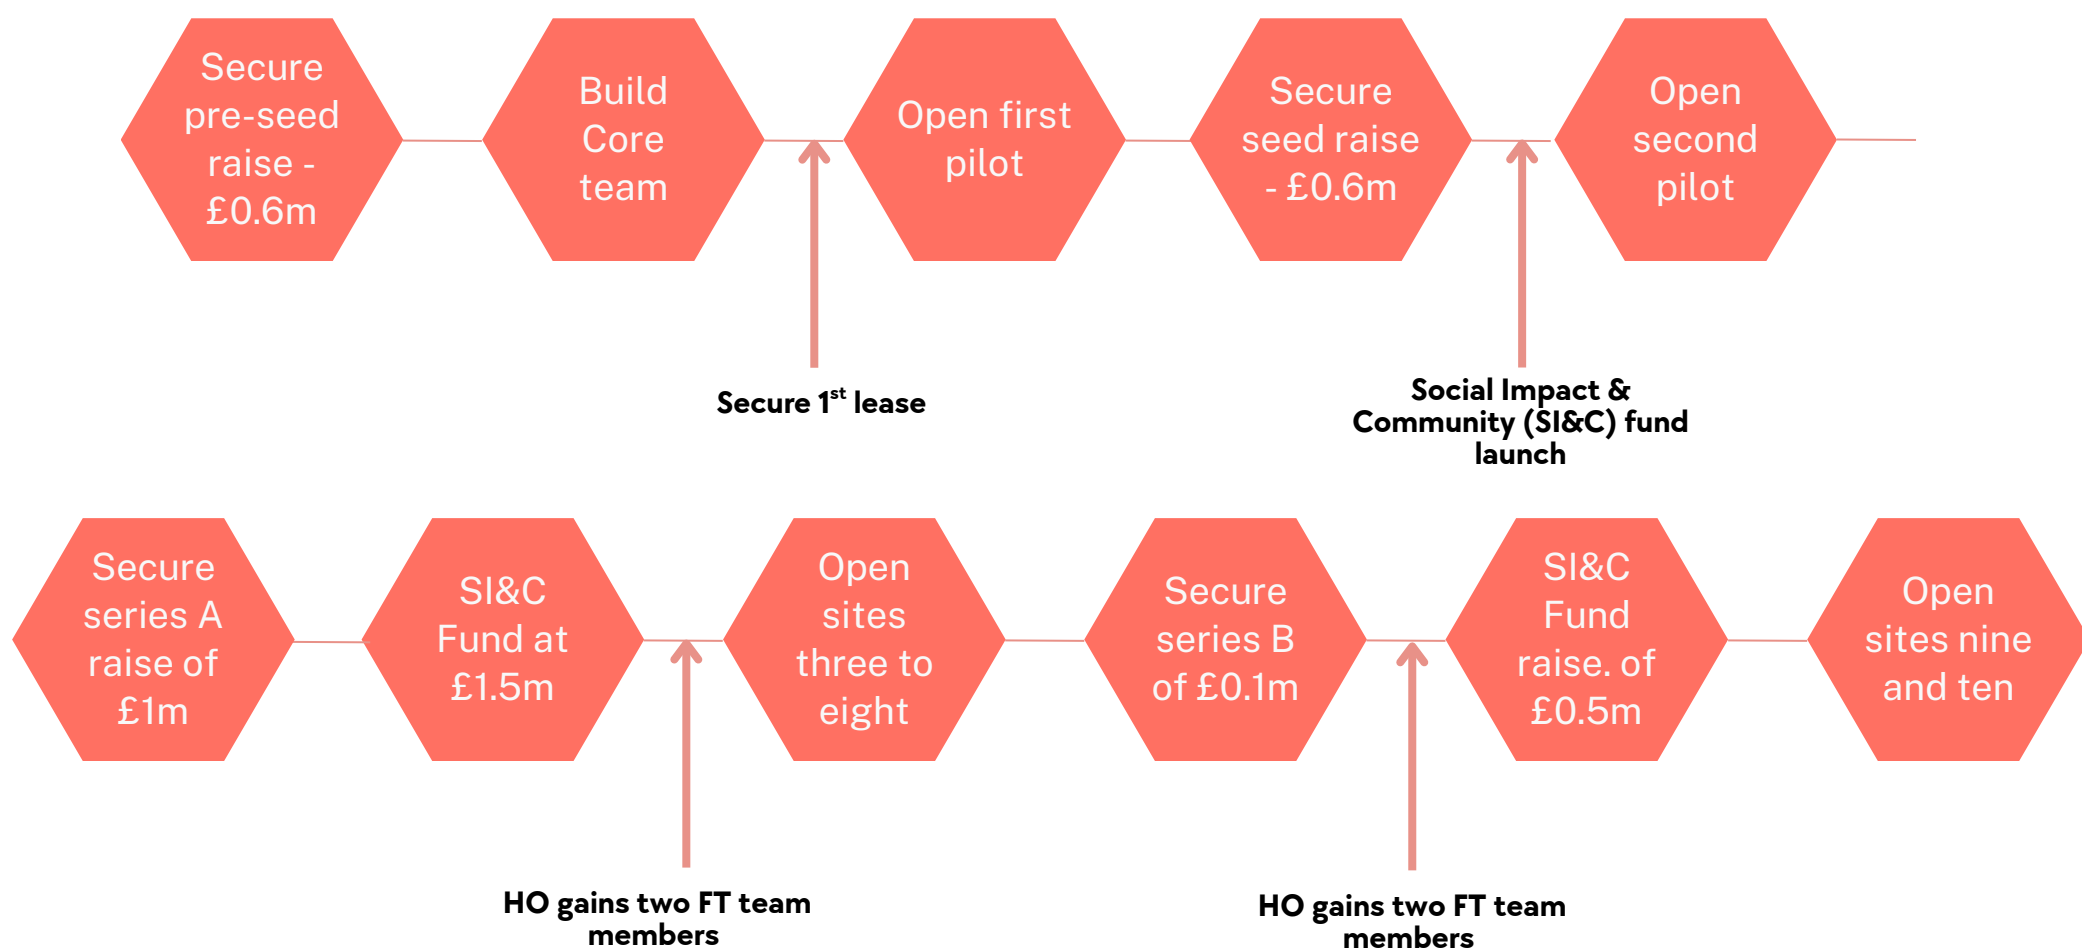 Secure
pre-seed
raise -
£0.6m
Build
Core
team
Open first
pilot
Secure
seed raise
- £0.6m
Open
second
pilot
Secure 1st lease
Social Impact &
Community (SI&C) fund
launch
Secure
series A
raise of
£1m
SI&C
Fund at
£1.5m
Open
sites
three to
eight
Secure
series B
of £0.1m
SI&C
Fund
raise. of
£0.5m
Open
sites nine
and ten
HO gains two FT team
members
HO gains two FT team
members